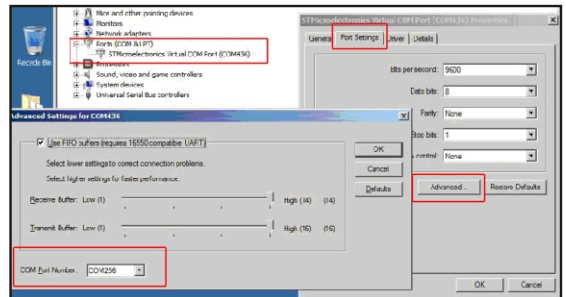 Mice and other pointing devices
Monitors
Network adapters
Ports (COM & LPT)
STMicroelectronics Virtual COM Port (COM436)
Processors
Sound, video and game controllers
System devices
Universal Serial Bus controllers
Recycle Bin
STMicroelectronics Virtual COM Port (COM436) Properties
General Port Settings Driver Details
Bits per second: 9600
Data bits: 8
Parity: None
Stop bits: 1
control: None
Advanced... Restore Defaults
OK Cancel
Advanced Settings for COM436
Use FIFO buffers (requires 16550 compatible UART)
Select lower settings to correct connection problems.
Select higher settings for faster performance.
Receive Buffer: Low (1) High (14) (14)
Transmit Buffer: Low (1) High (16) (16)
COM Port Number: COM256
OK
Cancel
Defaults